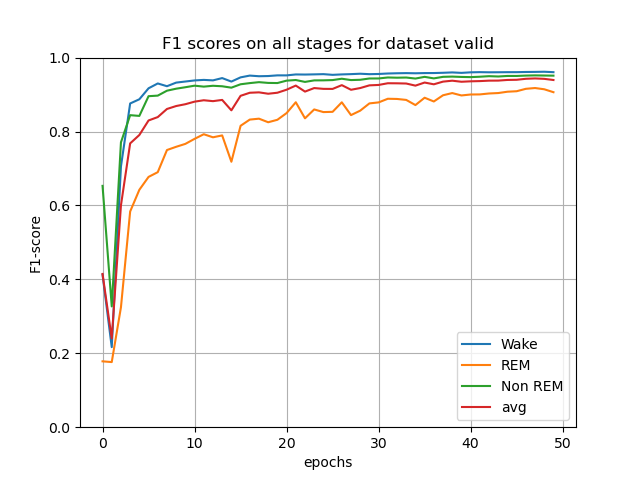 F1 scores on all stages for dataset valid
1.0
0.8
0.6
0.4
0.2
0.0
F1-score
0 10 20 30 40 50
epochs
Wake
REM
Non REM
avg